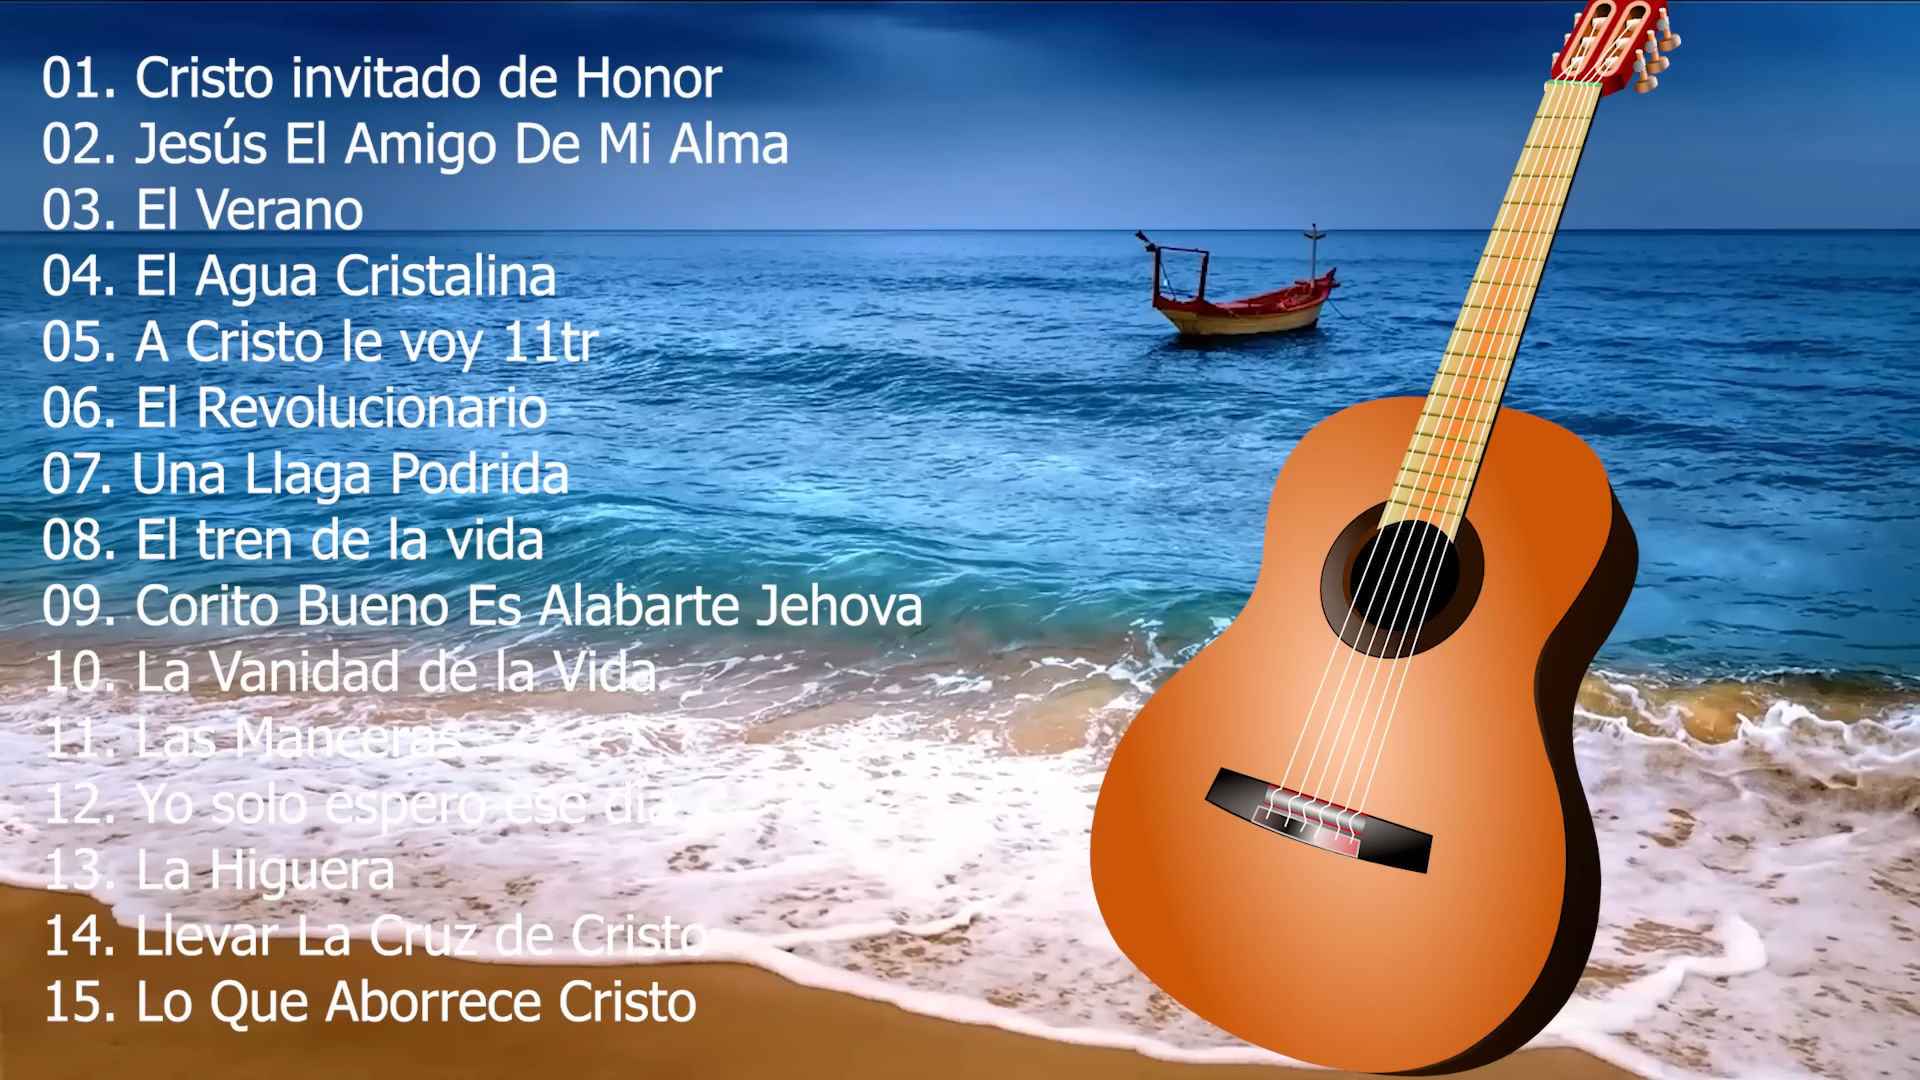 01. Cristo invitado de Honor
02. Jesús El Amigo De Mi Alma
03. El Verano
04. El Agua Cristalina
05. A Cristo le voy 11tr
06. El Revolucionario
07. Una Llaga Podrida
08. El tren de la vida
09. Corito Bueno Es Alabarte Jehova
10. La Vanidad de la Vida
11. Las Manceras
12. Yo solo espero ese dia
13. La Higuera
14. Llevar La Cruz de Cristo
15. Lo Que Aborrece Cristo